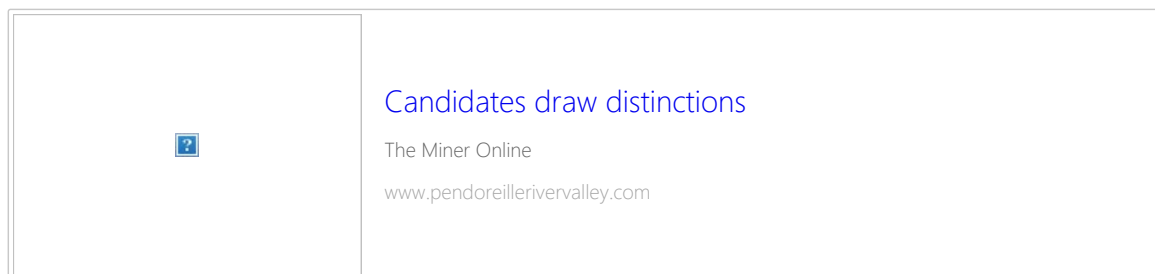 Candidates draw distinctions
The Miner Online
www.pendoreillerivervalley.com